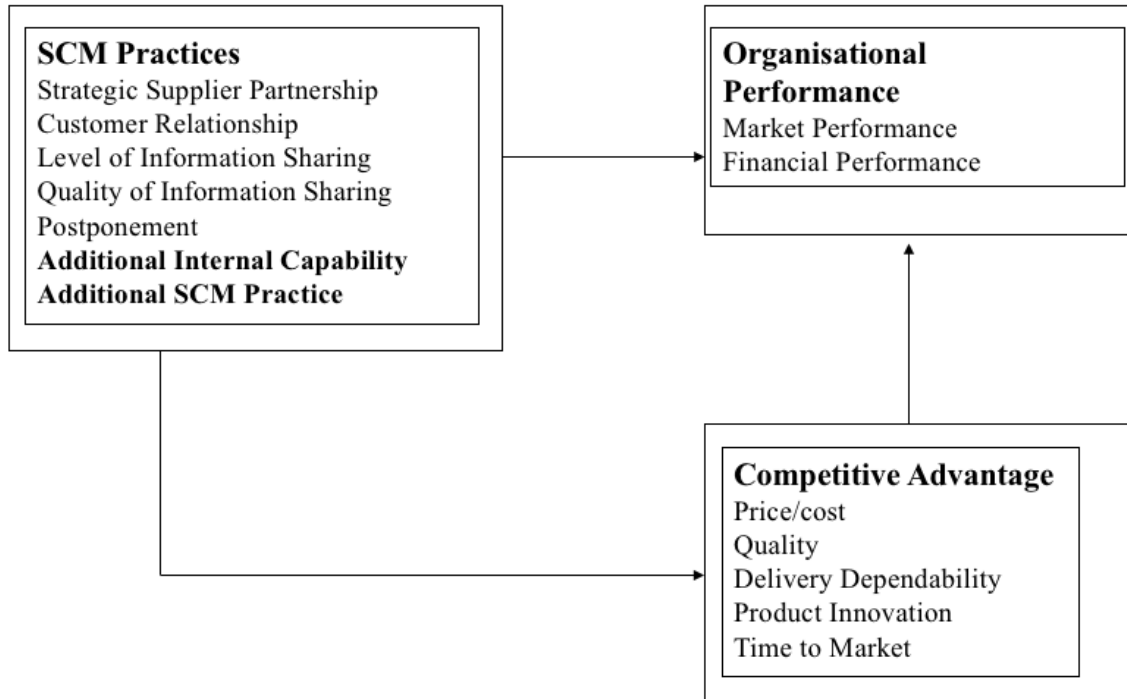 SCM Practices
Strategic Supplier Partnership
Customer Relationship
Level of Information Sharing
Quality of Information Sharing
Postponement
Additional Internal Capability
Additional SCM Practice
Organisational
Performance
Market Performance
Financial Performance
Competitive Advantage
Price/cost
Quality
Delivery Dependability
Product Innovation
Time to Market